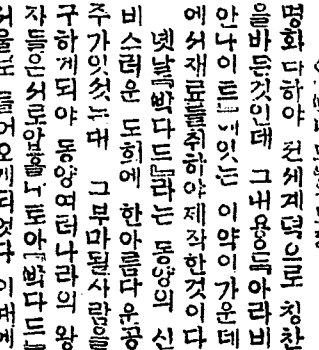 명화다하야 전세계덕으로 칭찬
을바든것인데 그내용은『아라비
안나이트』에잇는 이약이가운데
에서재료를취하야제작한것이다
녯날『빡다드』라는 동양의 신
비스러운 도회에 한아름다운공
주가잇섯는대 그부마될사람을
구하게되야 동양여러나라의 왕
자들은서로압흘다토아『빡다드』
들어오게되엿다